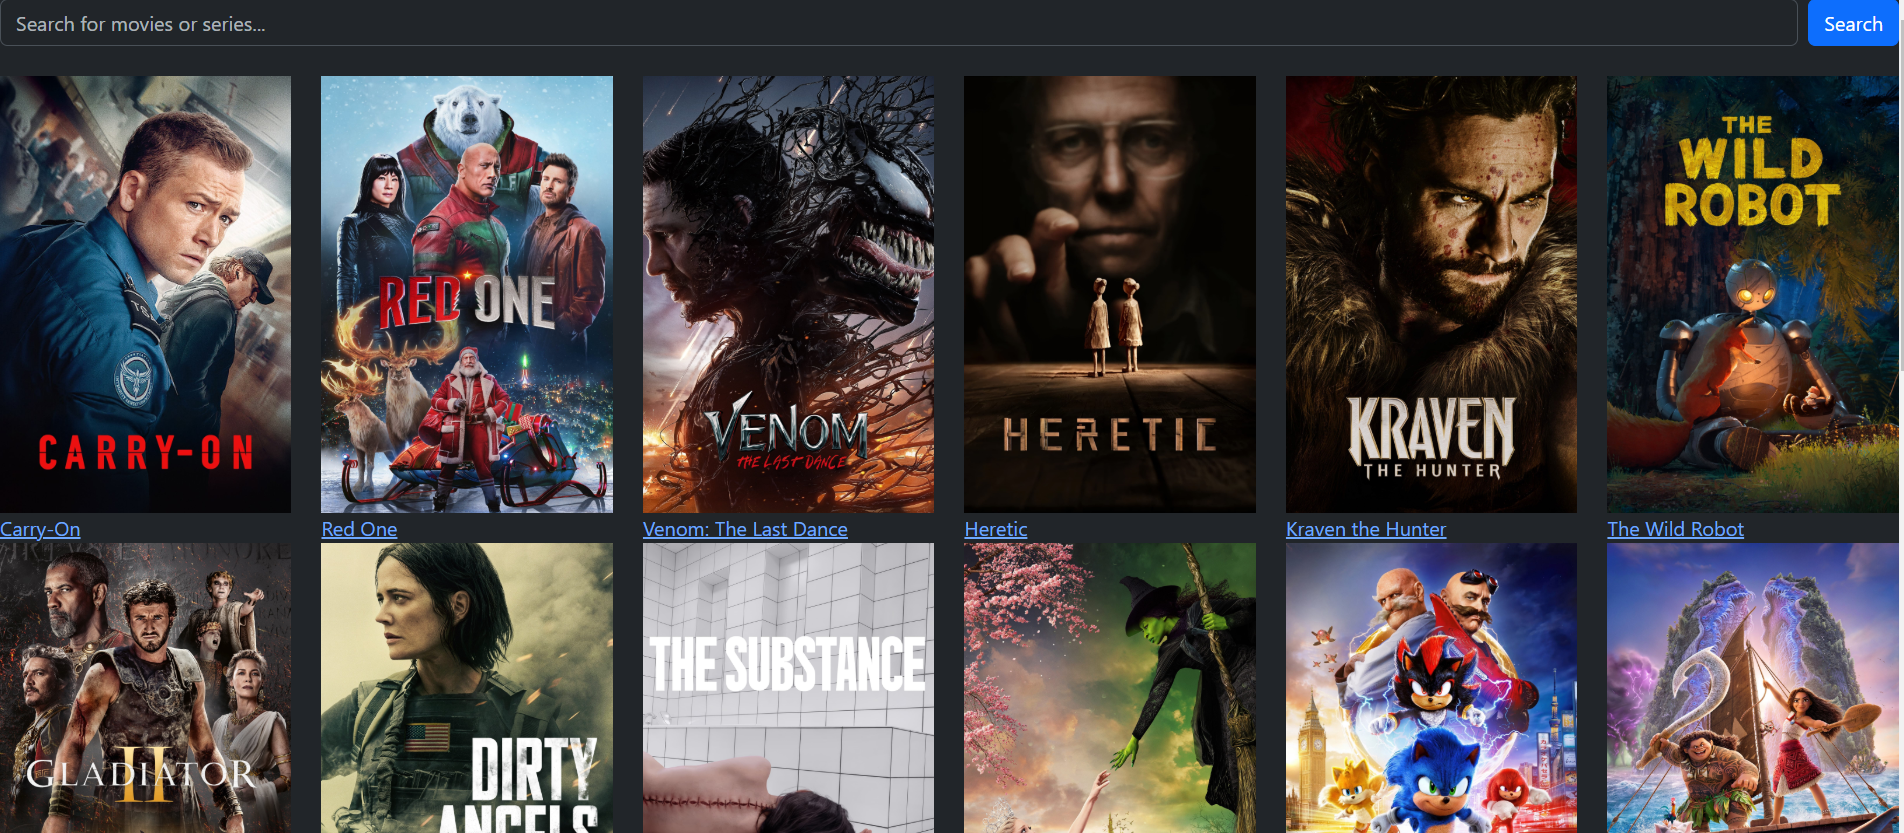 Search for movies or series...
Search
CARRY-ON
RED ONE
VENOM
THE LAST DANCE
HERETIC
KRAVEN
THE HUNTER
THE
WILD
ROBOT
Carry-On
Red One
Venom: The Last Dance
Heretic
Kraven the Hunter
The Wild Robot
GLADIATOR
II
DIRTY
ANGELS
THE SUBSTANCE